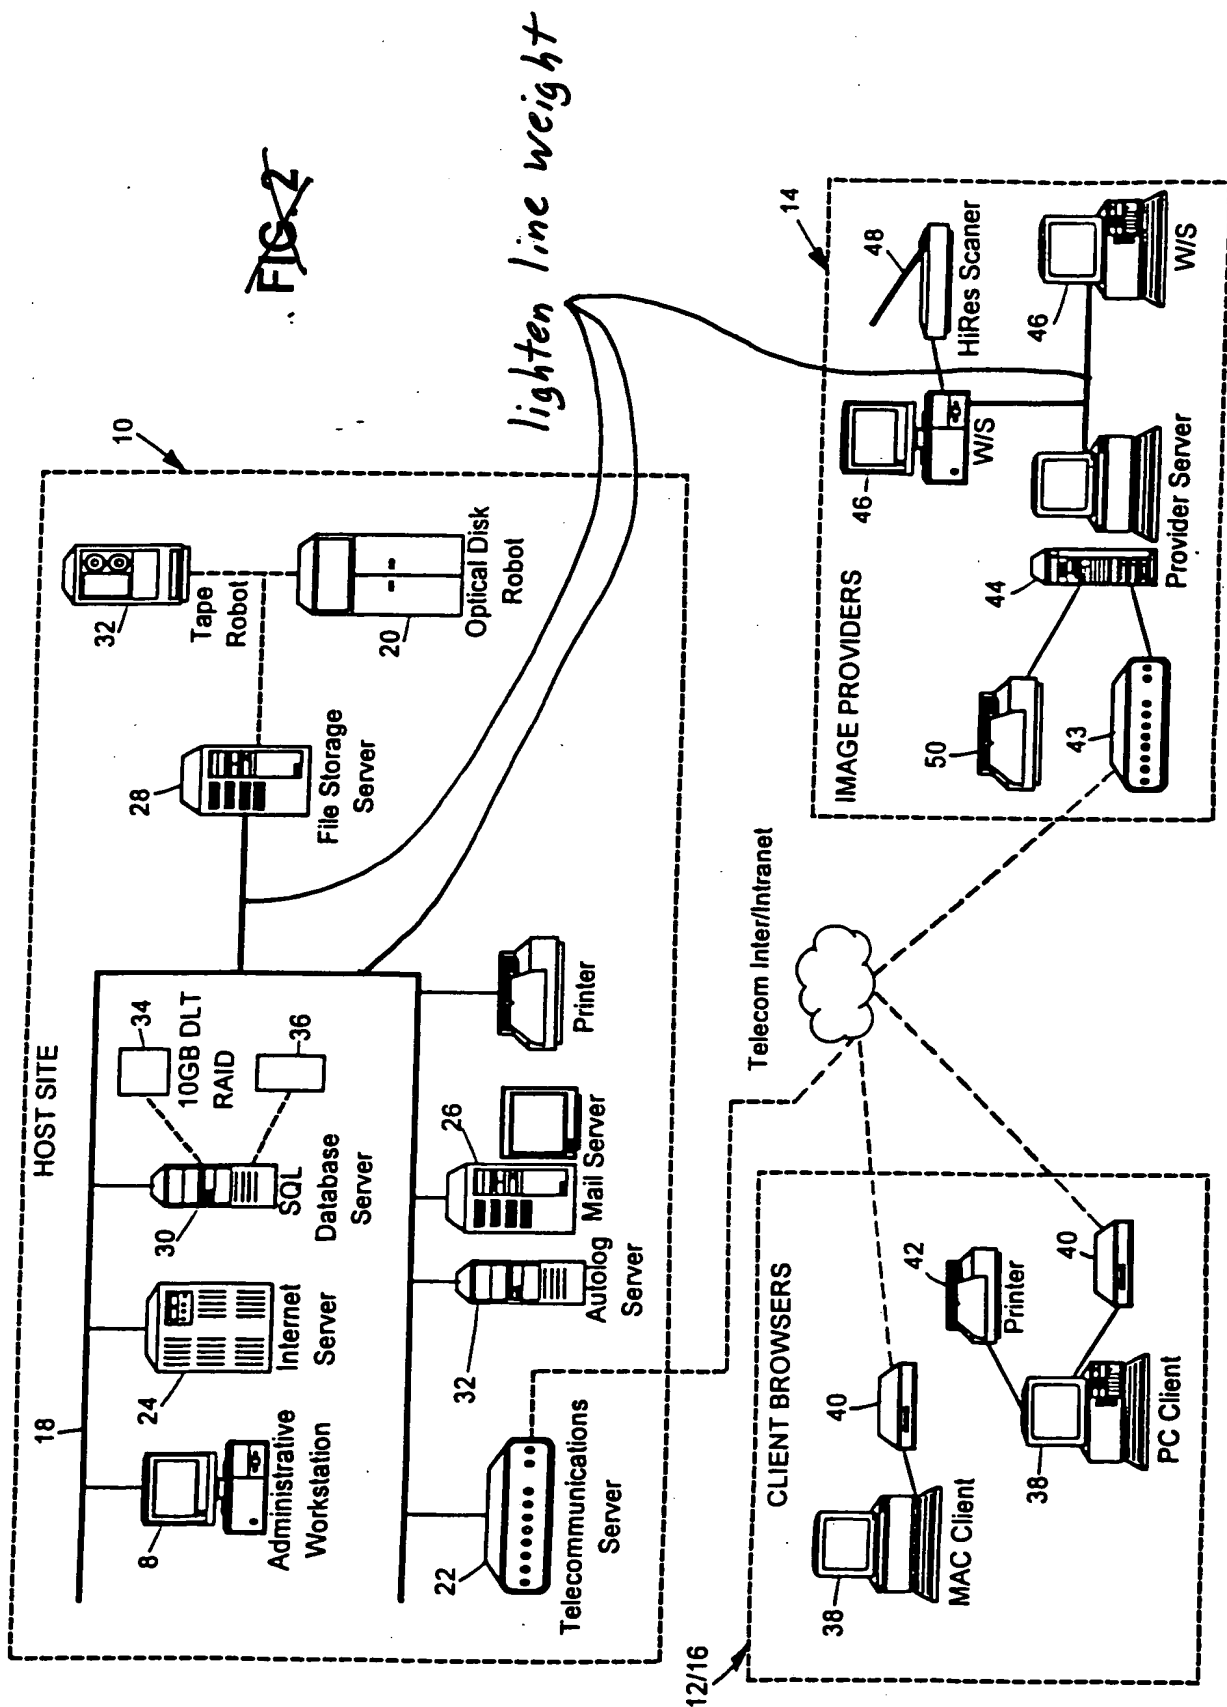 FIG. 2
lighten line weight
HOST SITE
10
18
8
Administrative
Workstation
24
Internet
Server
30
SQL
Database
Server
34
10GB DLT
RAID
36
28
File Storage
Server
32
Tape
Robot
20
Optical Disk
Robot
22
Telecommunications
Server
32
Autolog
Server
26
Mail Server
Printer
Telecom Inter/Intranet
12/16
CLIENT BROWSERS
38
MAC Client
40
42
Printer
40
38
PC Client
14
IMAGE PROVIDERS
50
43
44
Provider Server
46
W/S
48
HiRes Scaner
46
W/S